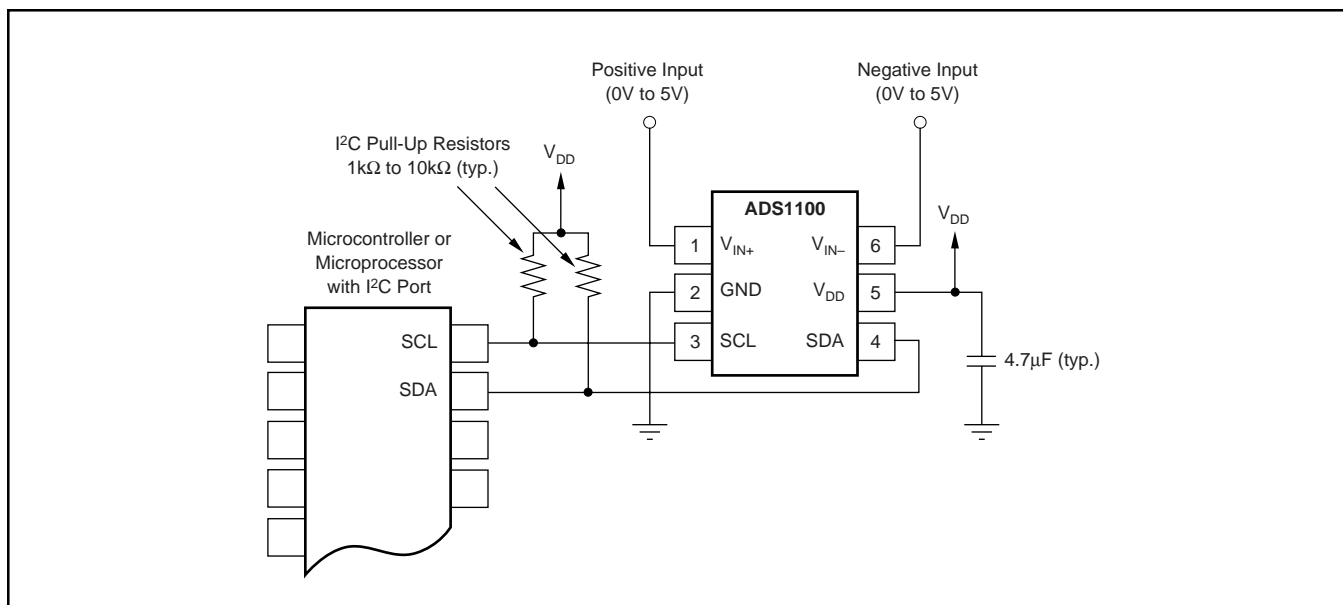 Positive Input
(0V to 5V)
Negative Input
(0V to 5V)
I²C Pull-Up Resistors
1kΩ to 10kΩ (typ.)
V_DD
ADS1100
V_DD
Microcontroller or
Microprocessor
with I²C Port
1 V_IN+ V_IN– 6
2 GND V_DD 5
3 SCL SDA 4
SCL
SDA
4.7µF (typ.)